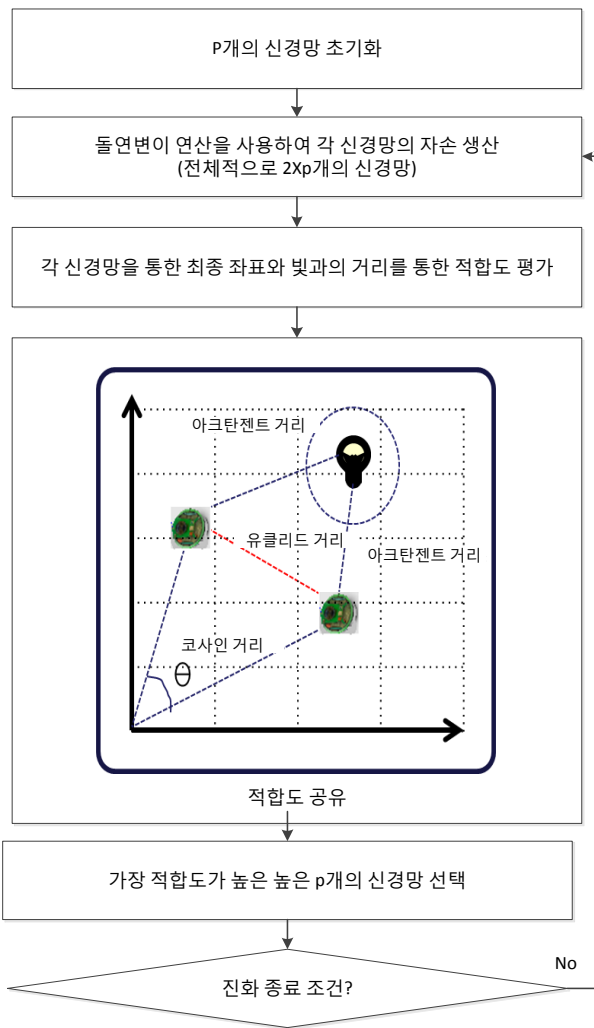 P개의 신경망 초기화
돌연변이 연산을 사용하여 각 신경망의 자손 생산
(전체적으로 2Xp개의 신경망)
각 신경망을 통한 최종 좌표와 빛과의 거리를 통한 적합도 평가
아크탄젠트 거리
유클리드 거리
아크탄젠트 거리
코사인 거리
θ
적합도 공유
가장 적합도가 높은 높은 p개의 신경망 선택
진화 종료 조건?
No